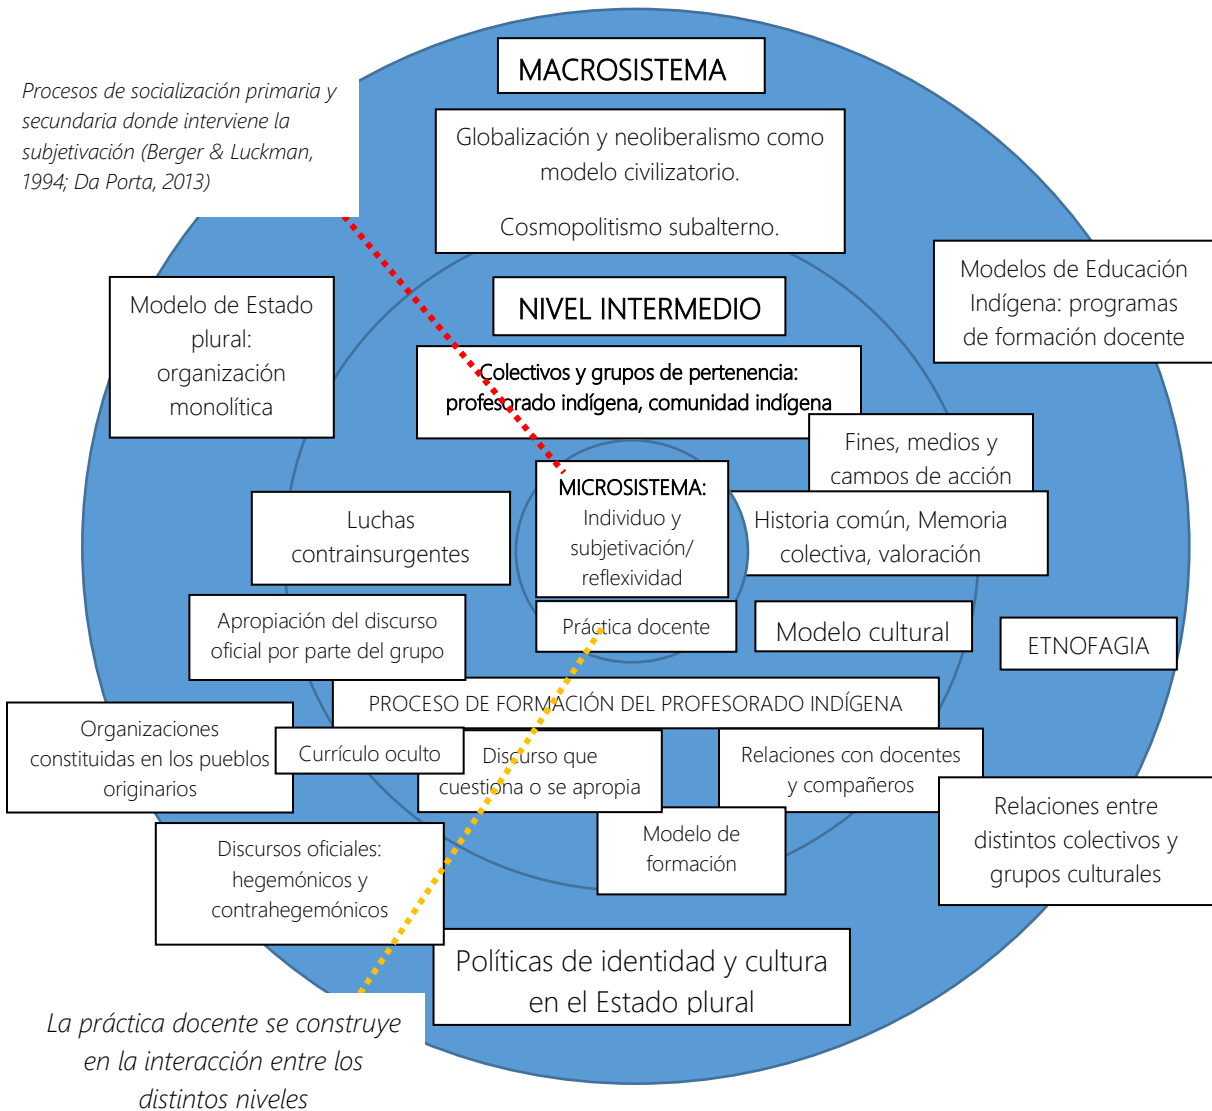 MACROSISTEMA
Procesos de socialización primaria y
secundaria donde interviene la
subjetivación (Berger & Luckman,
1994; Da Porta, 2013)
Globalización y neoliberalismo como
modelo civilizatorio.
Cosmopolitismo subalterno.
Modelo de Estado
plural:
organización
monolítica
NIVEL INTERMEDIO
Modelos de Educación
Indígena: programas
de formación docente
Colectivos y grupos de pertenencia:
profesorado indígena, comunidad indígena
Fines, medios y
campos de acción
MICROSISTEMA:
Individuo y
subjetivación/
reflexividad
Luchas
contrainsurgentes
Historia común, Memoria
colectiva, valoración
Apropiación del discurso
oficial por parte del grupo
Práctica docente
Modelo cultural
ETNOFAGIA
PROCESO DE FORMACIÓN DEL PROFESORADO INDÍGENA
Organizaciones
constituidas en los pueblos
originarios
Currículo oculto
Discurso que
cuestiona o se apropia
Relaciones con docentes
y compañeros
Relaciones entre
distintos colectivos y
grupos culturales
Modelo de
formación
Discursos oficiales:
hegemónicos y
contrahegemónicos
Políticas de identidad y cultura
en el Estado plural
La práctica docente se construye
en la interacción entre los
distintos niveles